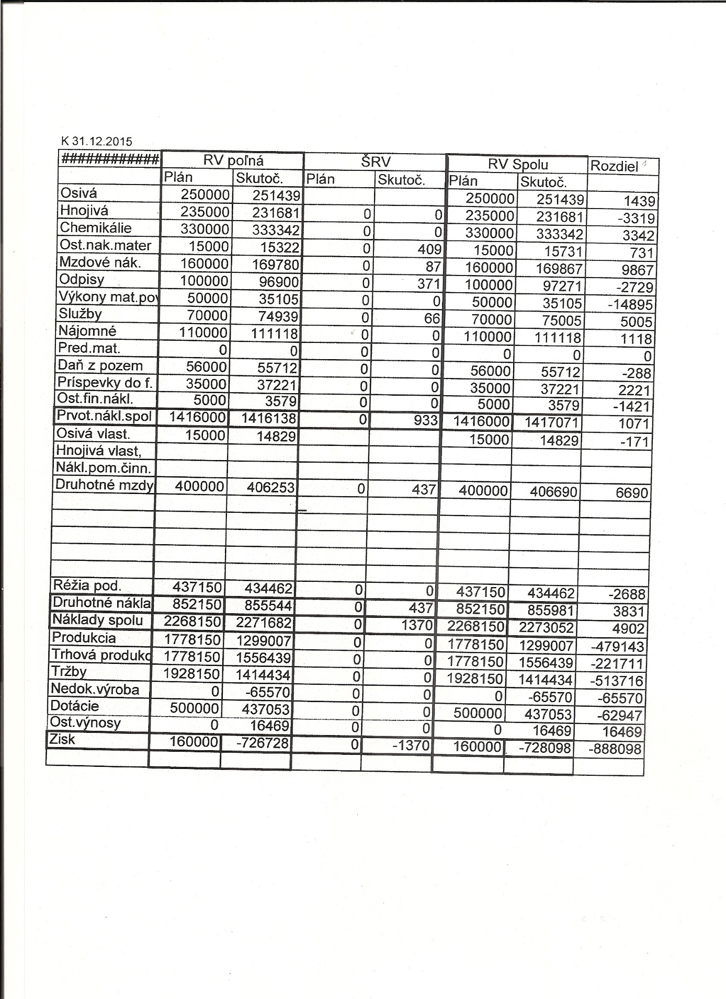 K 31.12.2015
############ RV poľná ŠRV RV Spolu Rozdiel
Plán Skutoč. Plán Skutoč. Plán Skutoč.
Osivá 250000 251439 250000 251439 1439
Hnojivá 235000 231681 0 0 235000 231681 -3319
Chemikálie 330000 333342 0 0 330000 333342 3342
Ost.nak.mater 15000 15322 0 409 15000 15731 731
Mzdové nák. 160000 169780 0 87 160000 169867 9867
Odpisy 100000 96900 0 371 100000 97271 -2729
Výkony mat.pov 50000 35105 0 0 50000 35105 -14895
Služby 70000 74939 0 66 70000 75005 5005
Nájomné 110000 111118 0 0 110000 111118 1118
Pred.mat. 0 0 0 0 0 0 0
Daň z pozem 56000 55712 0 0 56000 55712 -288
Príspevky do f. 35000 37221 0 0 35000 37221 2221
Ost.fin.nákl. 5000 3579 0 0 5000 3579 -1421
Prvot.nákl.spol 1416000 1416138 0 933 1416000 1417071 1071
Osivá vlast. 15000 14829 15000 14829 -171
Hnojivá vlast,
Nákl.pom.činn.
Druhotné mzdy 400000 406253 0 437 400000 406690 6690
Réžia pod. 437150 434462 0 0 437150 434462 -2688
Druhotné nákla 852150 855544 0 437 852150 855981 3831
Náklady spolu 2268150 2271682 0 1370 2268150 2273052 4902
Produkcia 1778150 1299007 0 0 1778150 1299007 -479143
Trhová produkc 1778150 1556439 0 0 1778150 1556439 -221711
Tržby 1928150 1414434 0 0 1928150 1414434 -513716
Nedok.výroba 0 -65570 0 0 0 -65570 -65570
Dotácie 500000 437053 0 0 500000 437053 -62947
Ost.výnosy 0 16469 0 0 0 16469 16469
Zisk 160000 -726728 0 -1370 160000 -728098 -888098